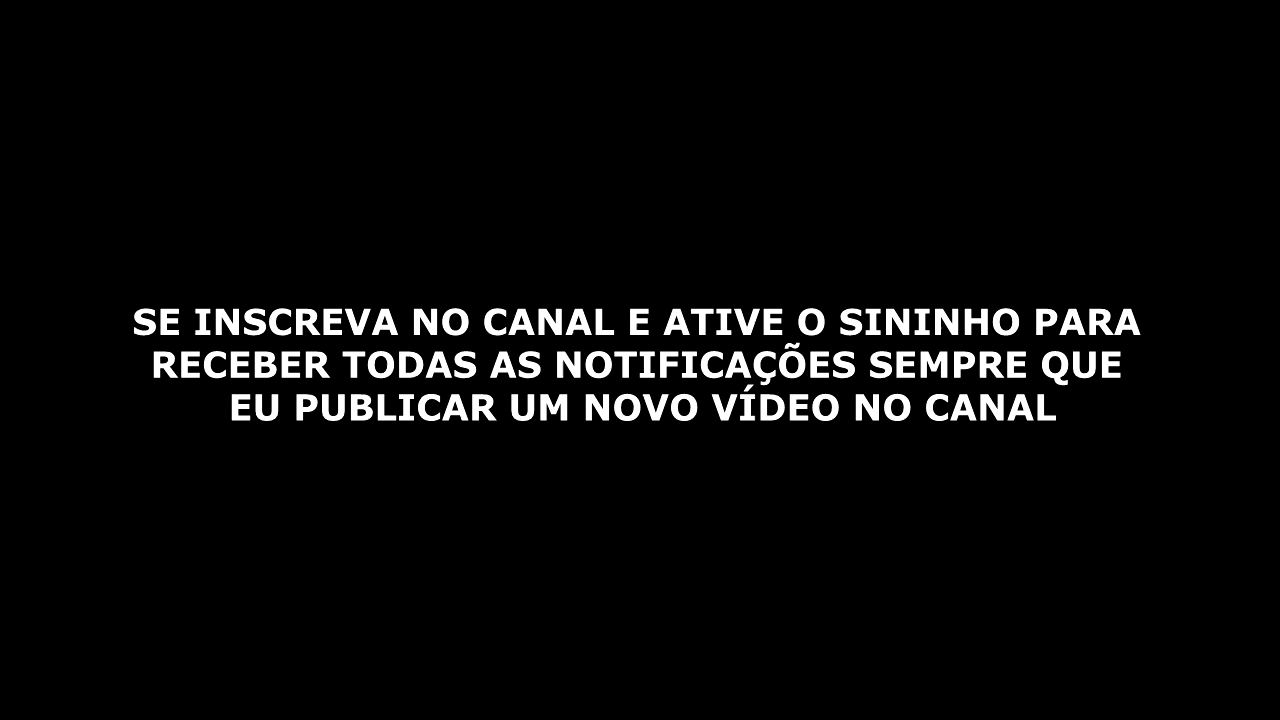 SE INSCREVA NO CANAL E ATIVE O SININHO PARA
RECEBER TODAS AS NOTIFICAÇÕES SEMPRE QUE
EU PUBLICAR UM NOVO VÍDEO NO CANAL